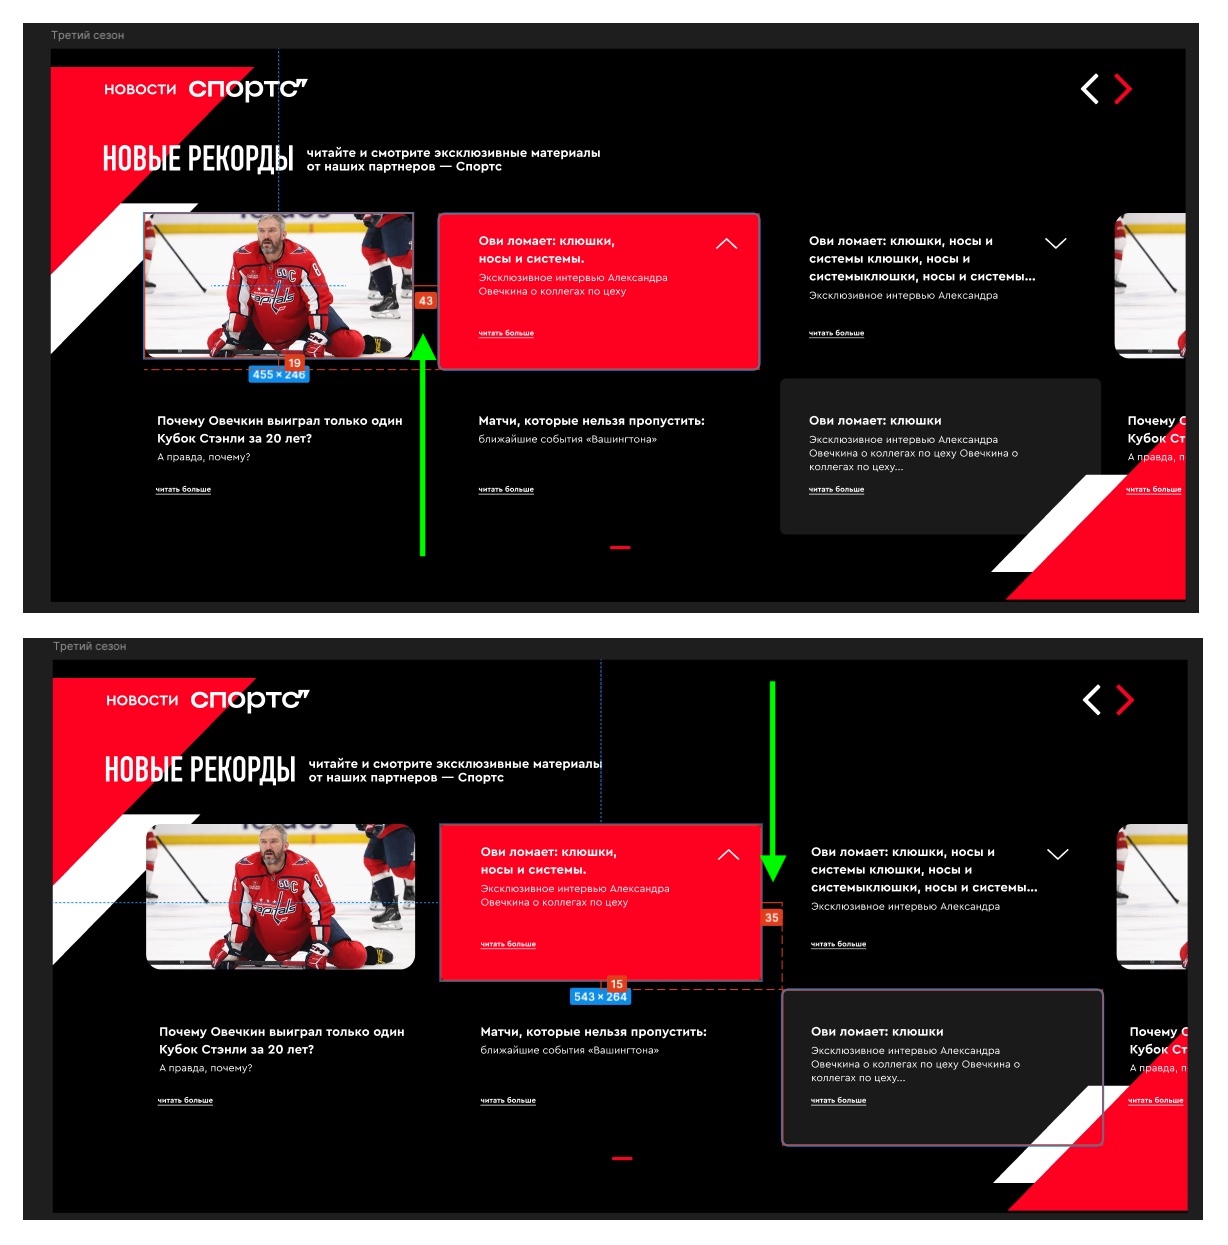 Третий сезон
НОВОСТИ спортс"
НОВЫЕ РЕКОРДЫ
читайте и смотрите эксклюзивные материалы
от наших партнеров — Спортс
Ови ломает: клюшки,
носы и системы.
Эксклюзивное интервью Александра
Овечкина о коллегах по цеху
читать больше
Ови ломает: клюшки, носы и
системы клюшки, носы и
системыклюшки, носы и системы...
Эксклюзивное интервью Александра
читать больше
43
19
455 × 246
Почему Овечкин выиграл только один
Кубок Стэнли за 20 лет?
А правда, почему?
читать больше
Матчи, которые нельзя пропустить:
ближайшие события «Вашингтона»
читать больше
Ови ломает: клюшки
Эксклюзивное интервью Александра
Овечкина о коллегах по цеху Овечкина о
коллегах по цеху...
читать больше
Почему
Кубок Ст
А правда, п
читать больше
Третий сезон
НОВОСТИ спортс"
НОВЫЕ РЕКОРДЫ
читайте и смотрите эксклюзивные материалы
от наших партнеров — Спортс
Ови ломает: клюшки,
носы и системы.
Эксклюзивное интервью Александра
Овечкина о коллегах по цеху
читать больше
Ови ломает: клюшки, носы и
системы клюшки, носы и
системыклюшки, носы и системы...
Эксклюзивное интервью Александра
читать больше
35
15
543 × 264
Почему Овечкин выиграл только один
Кубок Стэнли за 20 лет?
А правда, почему?
читать больше
Матчи, которые нельзя пропустить:
ближайшие события «Вашингтона»
читать больше
Ови ломает: клюшки
Эксклюзивное интервью Александра
Овечкина о коллегах по цеху Овечкина о
коллегах по цеху...
читать больше
Почему
Кубок Ст
А правда, п
читать больше